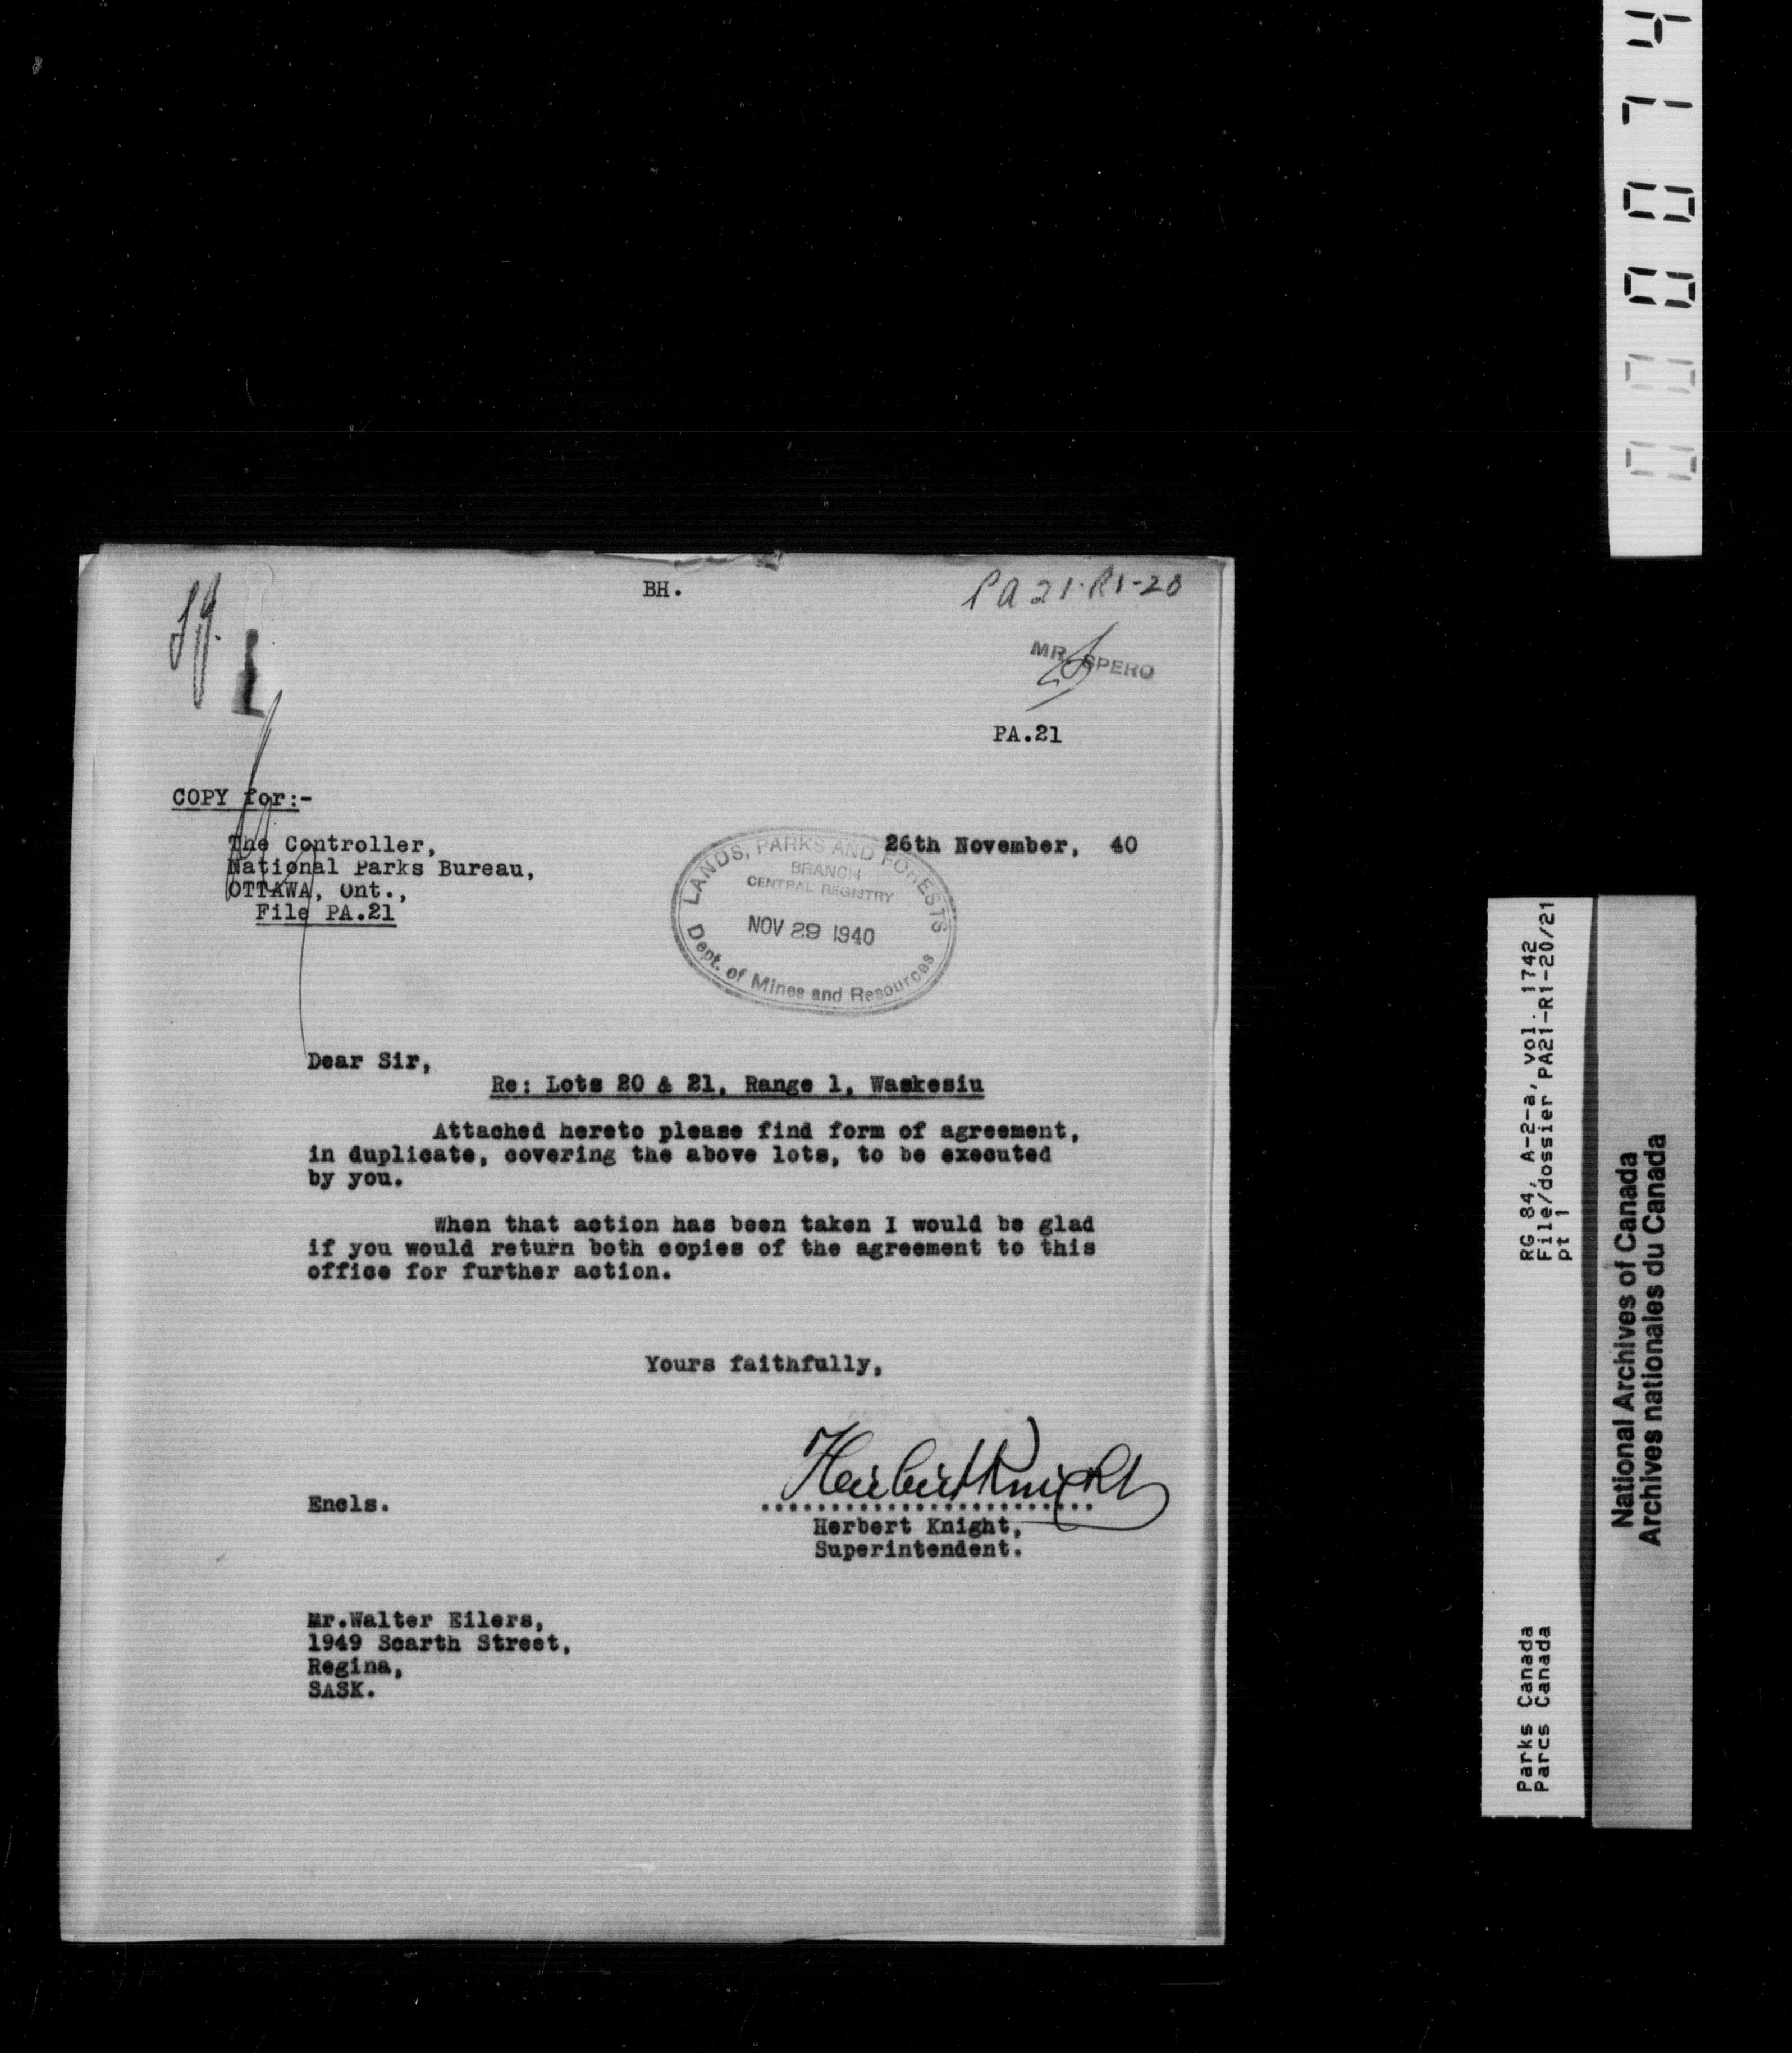 BH.
PA21-R1-20
MR. SPERO
PA.21
COPY for:-
The Controller,
National Parks Bureau,
OTTAWA, Ont.,
File PA.21
26th November, 40
LANDS, PARKS AND FORESTS
BRANCH
CENTRAL REGISTRY
NOV 29 1940
Dept. of Mines and Resources
Dear Sir,
Re: Lots 20 & 21, Range 1, Waskesiu
Attached hereto please find form of agreement,
in duplicate, covering the above lots, to be executed
by you.
When that action has been taken I would be glad
if you would return both copies of the agreement to this
office for further action.
Yours faithfully,
Herbert Knight
Encls.
Herbert Knight,
Superintendent.
Mr.Walter Eilers,
1949 Scarth Street,
Regina,
SASK.
RG 84, A-2-a, vol. 1742
File/dossier PA21-R1-20/21
pt 1
Parks Canada
Parcs Canada
National Archives of Canada
Archives nationales du Canada